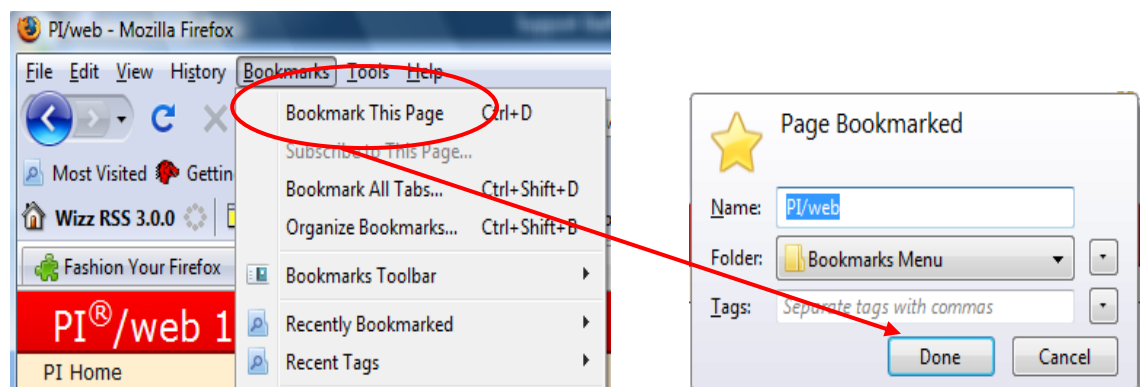 PI/web - Mozilla Firefox
File Edit View History Bookmarks Tools Help
Bookmark This Page Ctrl+D
Subscribe to This Page...
Most Visited Gettin
Bookmark All Tabs... Ctrl+Shift+D
Wizz RSS 3.0.0
Organize Bookmarks... Ctrl+Shift+B
Fashion Your Firefox
Bookmarks Toolbar
PI®/web 1
Recently Bookmarked
PI Home
Recent Tags
Page Bookmarked
Name: PI/web
Folder: Bookmarks Menu
Tags: Separate tags with commas
Done Cancel